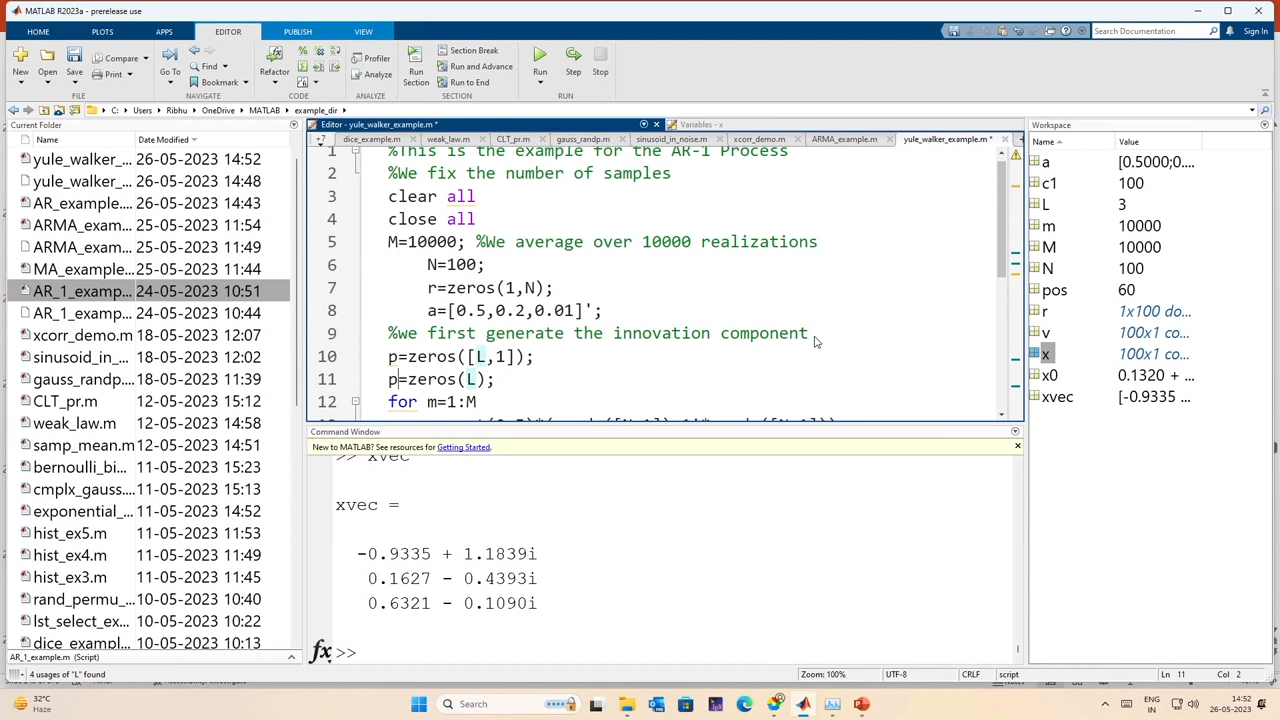 MATLAB R2023a - prerelease use
HOME PLOTS APPS EDITOR PUBLISH VIEW
Search Documentation
Sign In
New Open Save Compare Print
Go To Find Bookmark
Refactor
Profiler
Analyze
Run Section
Section Break
Run and Advance
Run to End
Run Step Stop
FILE NAVIGATE CODE ANALYZE SECTION RUN
C: Users Ribhu OneDrive MATLAB example_dir
Current Folder
Name Date Modified
yule_walker_... 26-05-2023 14:52
yule_walker_... 26-05-2023 14:48
AR_example.... 26-05-2023 14:43
ARMA_exam... 25-05-2023 11:54
ARMA_exam... 25-05-2023 11:49
MA_example... 25-05-2023 11:44
AR_1_examp... 24-05-2023 10:51
AR_1_examp... 24-05-2023 10:44
xcorr_demo.m 18-05-2023 12:07
sinusoid_in_... 18-05-2023 12:02
gauss_randp.... 18-05-2023 11:39
CLT_pr.m 17-05-2023 15:03
weak_law.m 17-05-2023 12:58
samp_mean.m 12-05-2023 14:51
bernoulli_bi... 11-05-2023 15:23
cmplx_gauss.... 11-05-2023 15:13
exponential_... 11-05-2023 14:52
hist_ex5.m 11-05-2023 11:53
hist_ex4.m 11-05-2023 11:49
hist_ex3.m 11-05-2023 11:45
rand_permu_... 10-05-2023 10:40
lst_select_ex... 10-05-2023 10:22
dice_exampl... 10-05-2023 10:13
AR_1_example.m (Script)
Editor - yule_walker_example.m *
Variables - x
dice_example.m weak_law.m CLT_pr.m gauss_randp.m sinusoid_in_noise.m xcorr_demo.m ARMA_example.m yule_walker_example.m *
1 %This is the example for the AR-1 Process
2 %We fix the number of samples
3 clear all
4 close all
5 M=10000; %We average over 10000 realizations
6 N=100;
7 r=zeros(1,N);
8 a=[0.5,0.2,0.01]';
9 %we first generate the innovation component
10 p=zeros([L,1]);
11 p=zeros(L);
12 for m=1:M
Command Window
New to MATLAB? See resources for Getting Started.
>> xvec
xvec =
-0.9335 + 1.1839i
0.1627 - 0.4393i
0.6321 - 0.1090i
fx >>
Workspace
Name Value
a [0.5000;0....
c1 100
L 3
m 10000
M 10000
N 100
pos 60
r 1x100 do...
v 100x1 co...
x 100x1 co...
x0 0.1320 + ...
xvec [-0.9335 ...
4 usages of "L" found
Zoom: 100% UTF-8 CRLF script Ln 11 Col 2
32°C
Haze
Search
ENG
IN
14:52
26-05-2023